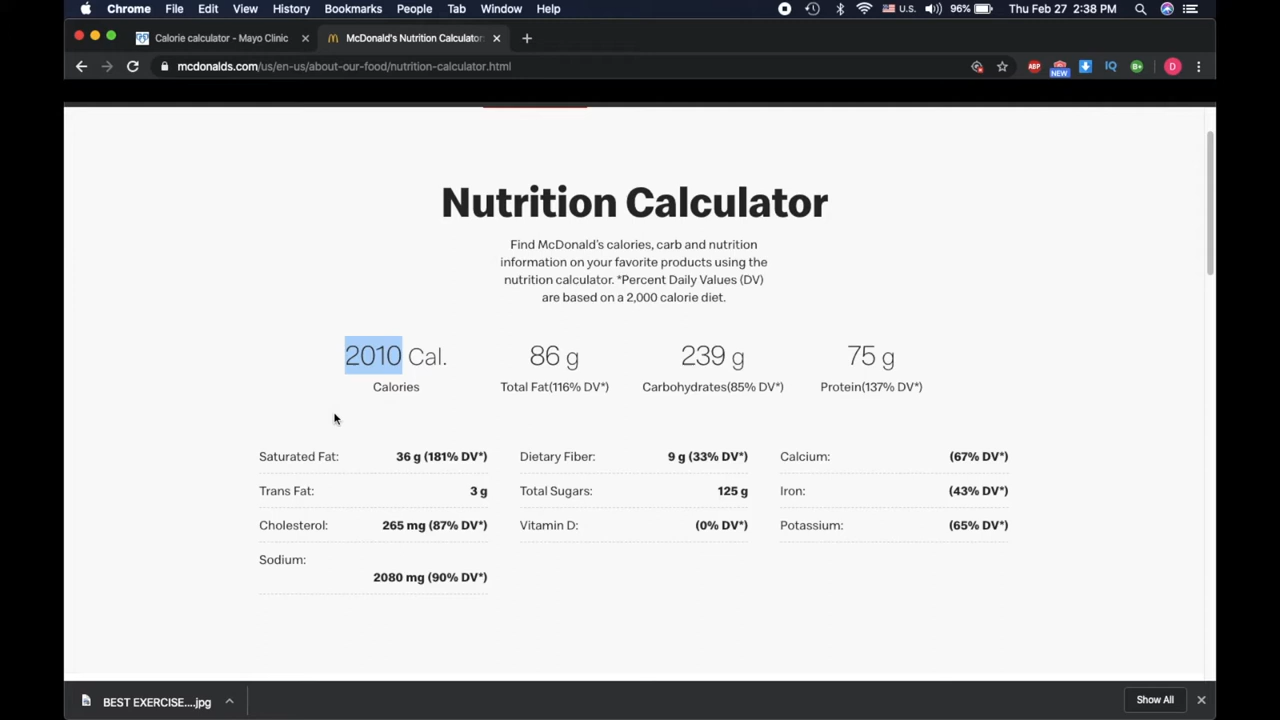 Chrome File Edit View History Bookmarks People Tab Window Help U.S. 96% Thu Feb 27 2:38 PM
Calorie calculator - Mayo Clinic McDonald's Nutrition Calculator
mcdonalds.com/us/en-us/about-our-food/nutrition-calculator.html ABP NEW IQ B+ D
Nutrition Calculator
Find McDonald's calories, carb and nutrition
information on your favorite products using the
nutrition calculator. *Percent Daily Values (DV)
are based on a 2,000 calorie diet.
2010 Cal. 86 g 239 g 75 g
Calories Total Fat(116% DV*) Carbohydrates(85% DV*) Protein(137% DV*)
Saturated Fat: 36 g (181% DV*) Dietary Fiber: 9 g (33% DV*) Calcium: (67% DV*)
Trans Fat: 3 g Total Sugars: 125 g Iron: (43% DV*)
Cholesterol: 265 mg (87% DV*) Vitamin D: (0% DV*) Potassium: (65% DV*)
Sodium:
2080 mg (90% DV*)
BEST EXERCISE....jpg Show All